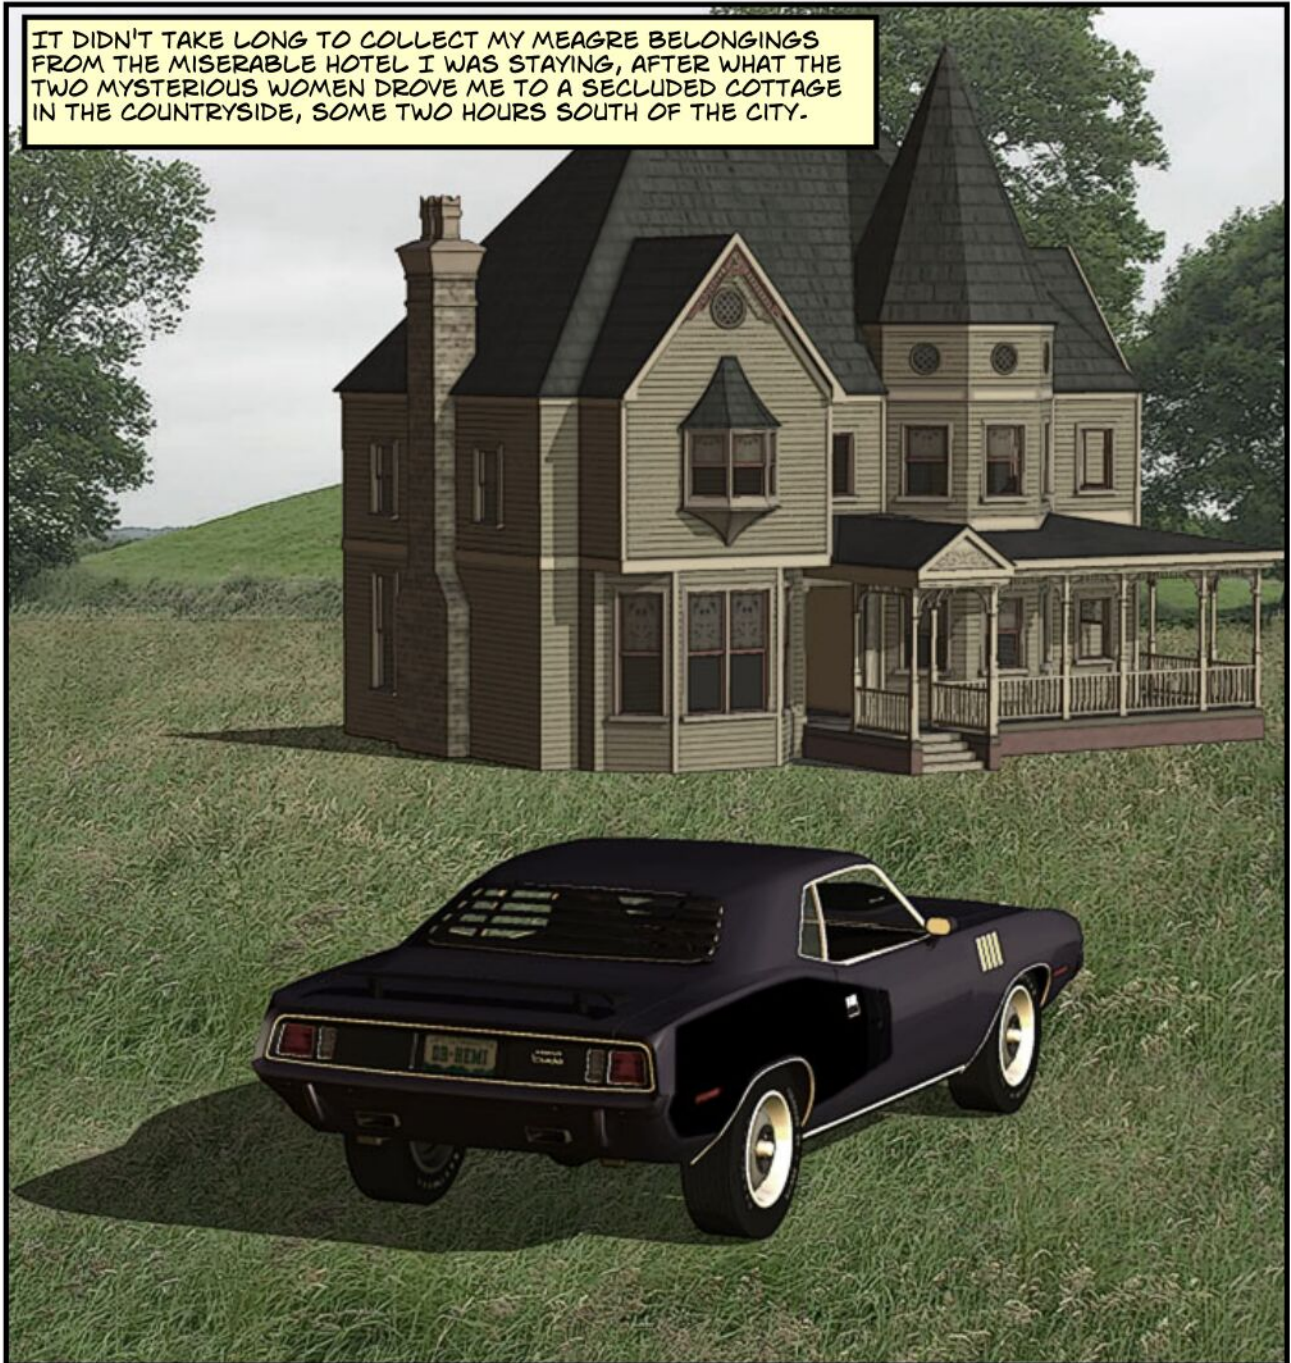 IT DIDN'T TAKE LONG TO COLLECT MY MEAGRE BELONGINGS
FROM THE MISERABLE HOTEL I WAS STAYING, AFTER WHAT THE
TWO MYSTERIOUS WOMEN DROVE ME TO A SECLUDED COTTAGE
IN THE COUNTRYSIDE, SOME TWO HOURS SOUTH OF THE CITY.